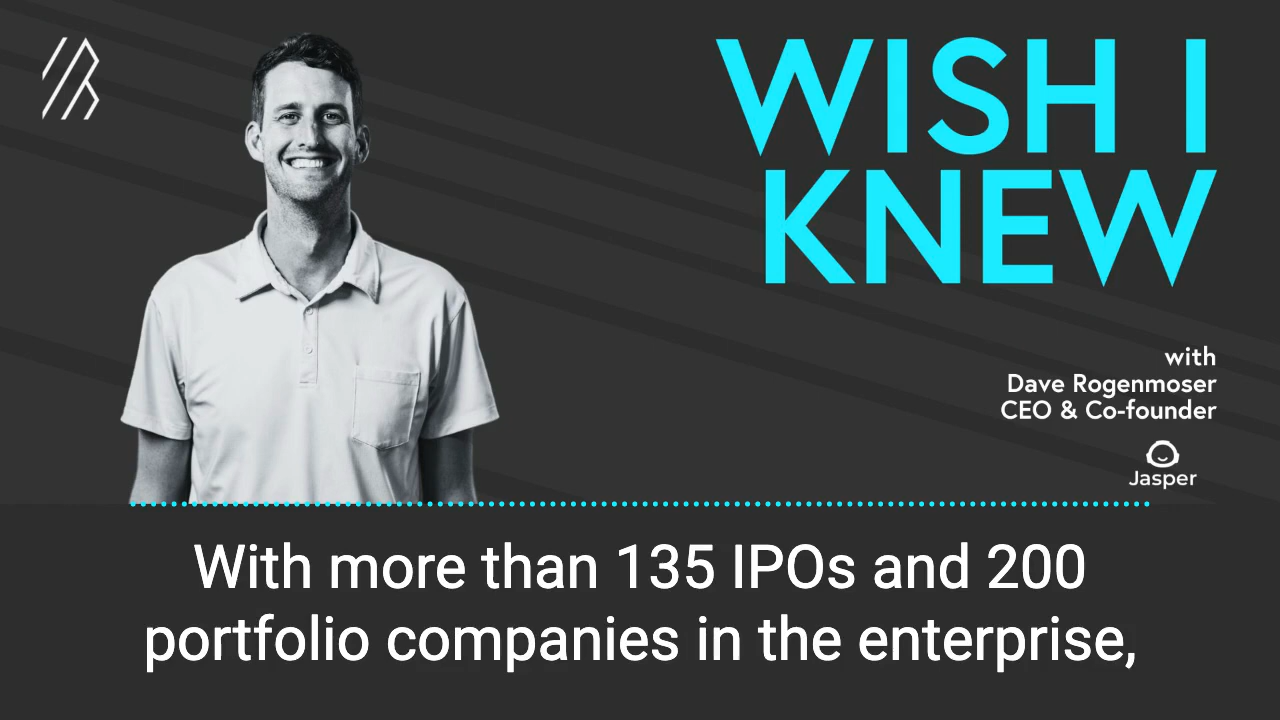 WISH I
KNEW
with
Dave Rogenmoser
CEO & Co-founder
Jasper
With more than 135 IPOs and 200
portfolio companies in the enterprise,